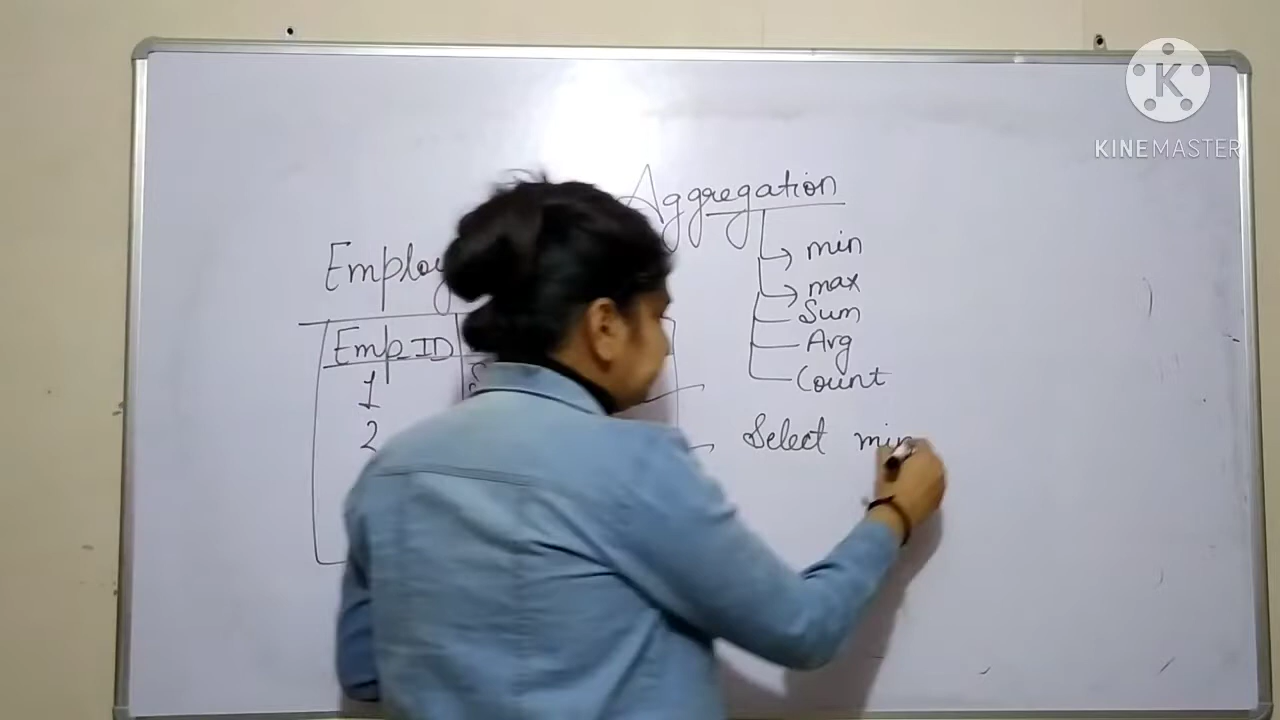 K
KINEMASTER
Aggregation
min
max
Sum
Avg
Count
Employ
Emp ID
1
2
Select min